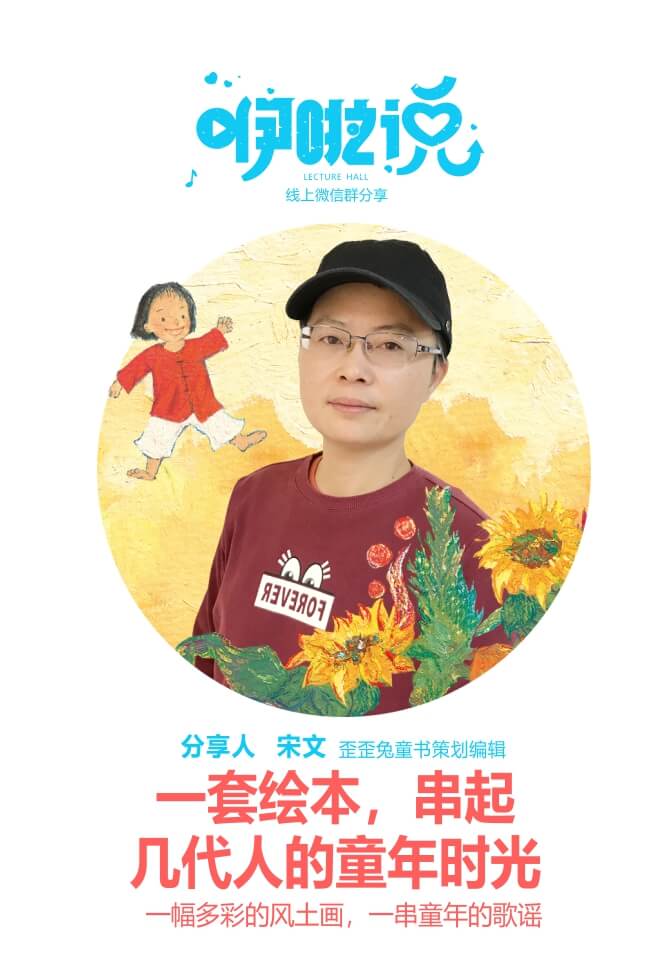 咿哦说
LECTURE HALL
线上微信群分享
FOREVER
分享人 宋文 歪歪兔童书策划编辑
一套绘本，串起
几代人的童年时光
一幅多彩的风土画，一串童年的歌谣